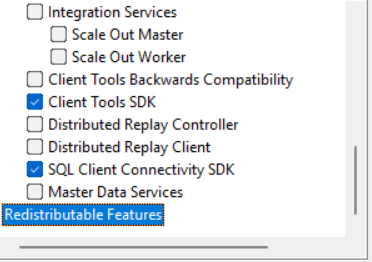 Integration Services
Scale Out Master
Scale Out Worker
Client Tools Backwards Compatibility
Client Tools SDK
Distributed Replay Controller
Distributed Replay Client
SQL Client Connectivity SDK
Master Data Services
Redistributable Features